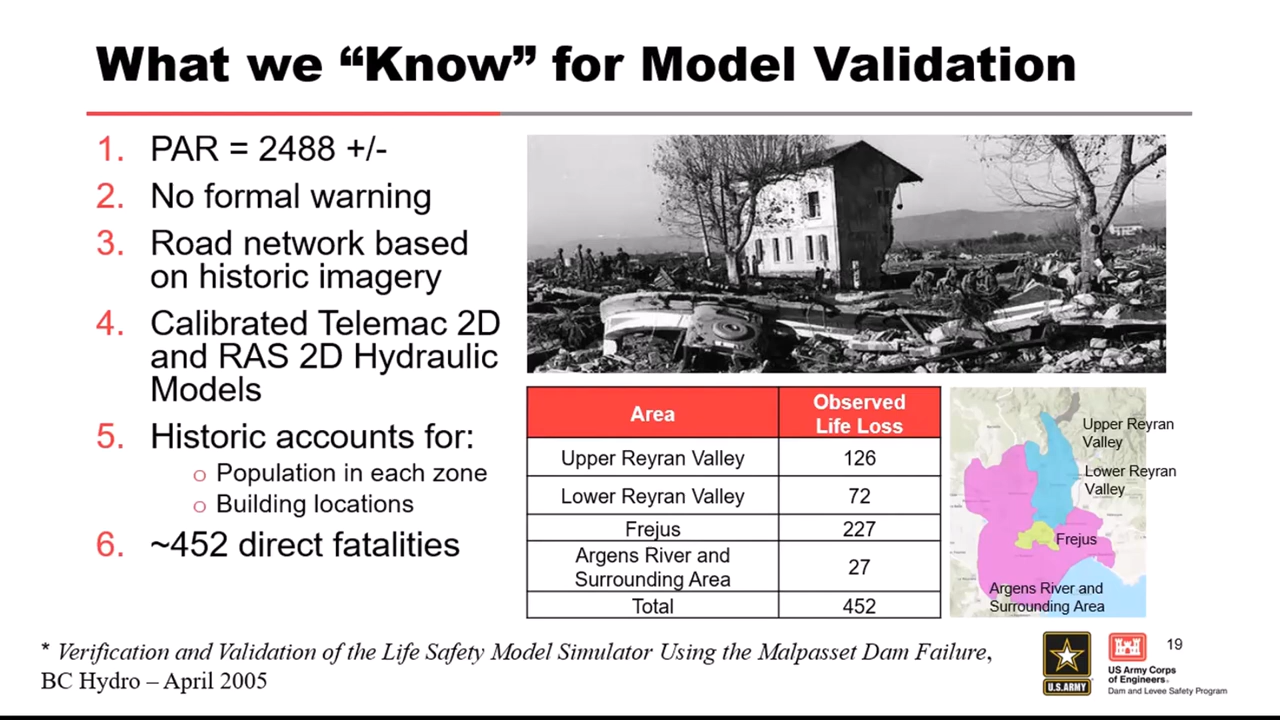 What we “Know” for Model Validation
1. PAR = 2488 +/-
2. No formal warning
3. Road network based
on historic imagery
4. Calibrated Telemac 2D
and RAS 2D Hydraulic
Models
5. Historic accounts for:
o Population in each zone
o Building locations
6. ~452 direct fatalities
Area
Observed
Life Loss
Upper Reyran Valley 126
Lower Reyran Valley 72
Frejus 227
Argens River and
Surrounding Area
27
Total 452
Upper Reyran
Valley
Lower Reyran
Valley
Frejus
Argens River and
Surrounding Area
* Verification and Validation of the Life Safety Model Simulator Using the Malpasset Dam Failure,
BC Hydro – April 2005
U.S.ARMY
US Army Corps
of Engineers®
Dam and Levee Safety Program
19